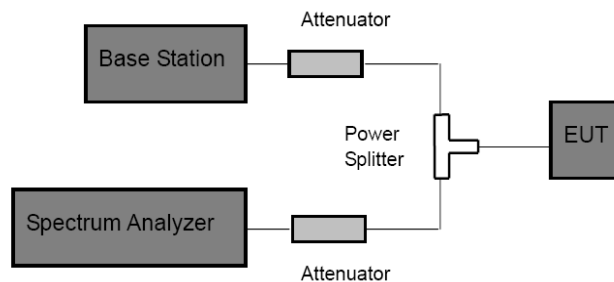 Attenuator
Base Station
Power
Splitter
EUT
Spectrum Analyzer
Attenuator